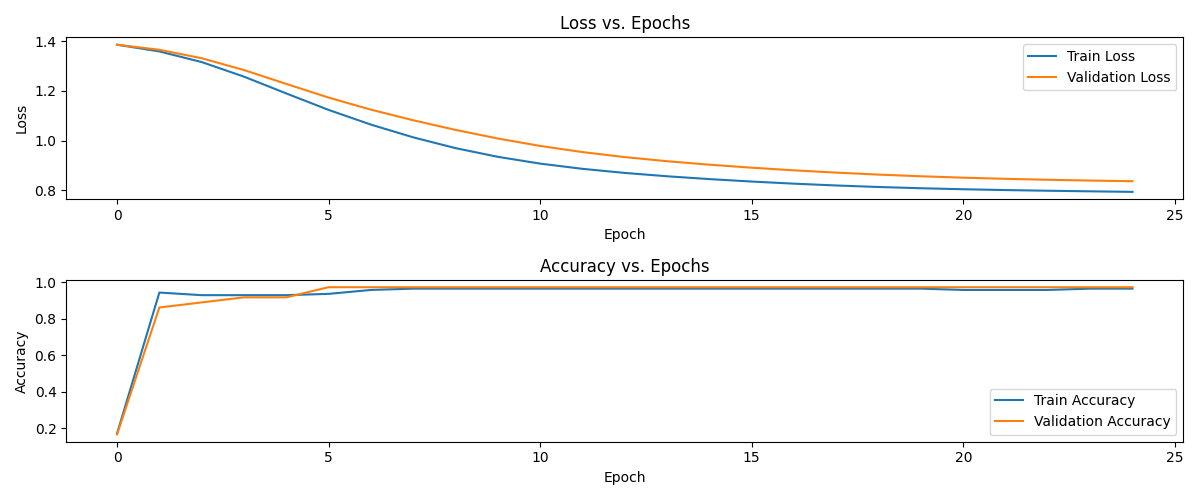 Loss vs. Epochs
1.4
1.2
1.0
0.8
Loss
Train Loss
Validation Loss
0 5 10 15 20 25
Epoch
Accuracy vs. Epochs
1.0
0.8
0.6
0.4
0.2
Accuracy
Train Accuracy
Validation Accuracy
0 5 10 15 20 25
Epoch